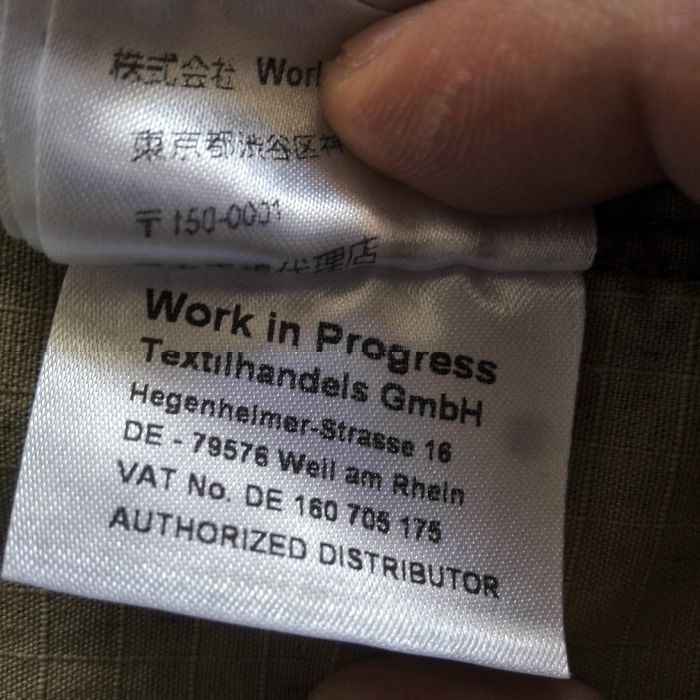 株式会社 Work
東京都渋谷区神
〒150-0001
代理店
Work in Progress
Textilhandels GmbH
Hegenheimer-Strasse 16
DE - 79576 Weil am Rhein
VAT No. DE 160 705 175
AUTHORIZED DISTRIBUTOR